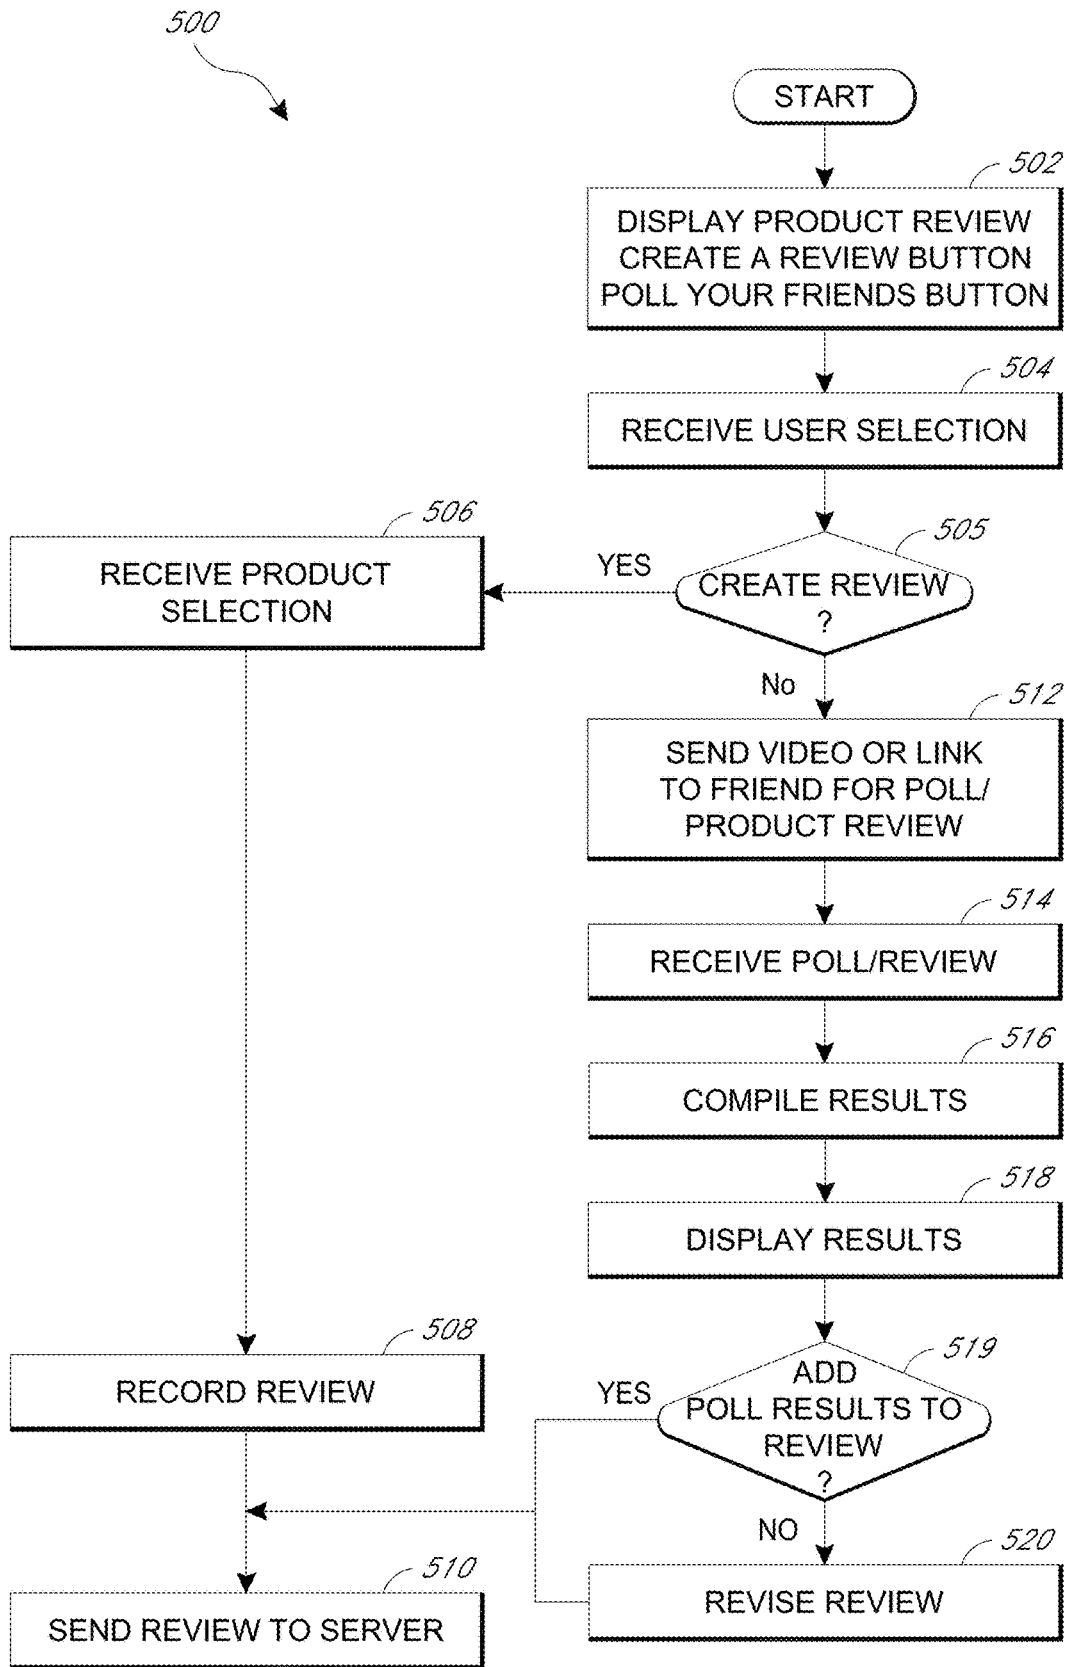 500
START
502
DISPLAY PRODUCT REVIEW
CREATE A REVIEW BUTTON
POLL YOUR FRIENDS BUTTON
504
RECEIVE USER SELECTION
506
RECEIVE PRODUCT
SELECTION
YES
505
CREATE REVIEW
?
No
512
SEND VIDEO OR LINK
TO FRIEND FOR POLL/
PRODUCT REVIEW
514
RECEIVE POLL/REVIEW
516
COMPILE RESULTS
518
DISPLAY RESULTS
508
RECORD REVIEW
YES
519
ADD
POLL RESULTS TO
REVIEW
?
NO
510
SEND REVIEW TO SERVER
520
REVISE REVIEW